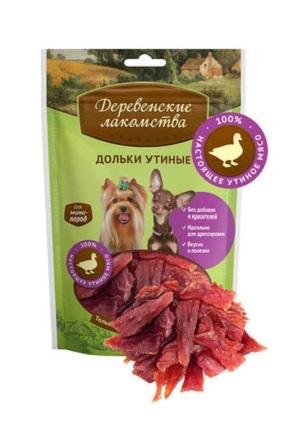 Деревенские
лакомства
ДОЛЬКИ УТИНЫЕ
100%
НАСТОЯЩЕЕ УТИНОЕ МЯСО
Без добавок
и красителей
Идеально
для дрессировки
Вкусно
и полезно
для
мини-
пород
100%
НАСТОЯЩЕЕ УТИНОЕ МЯСО